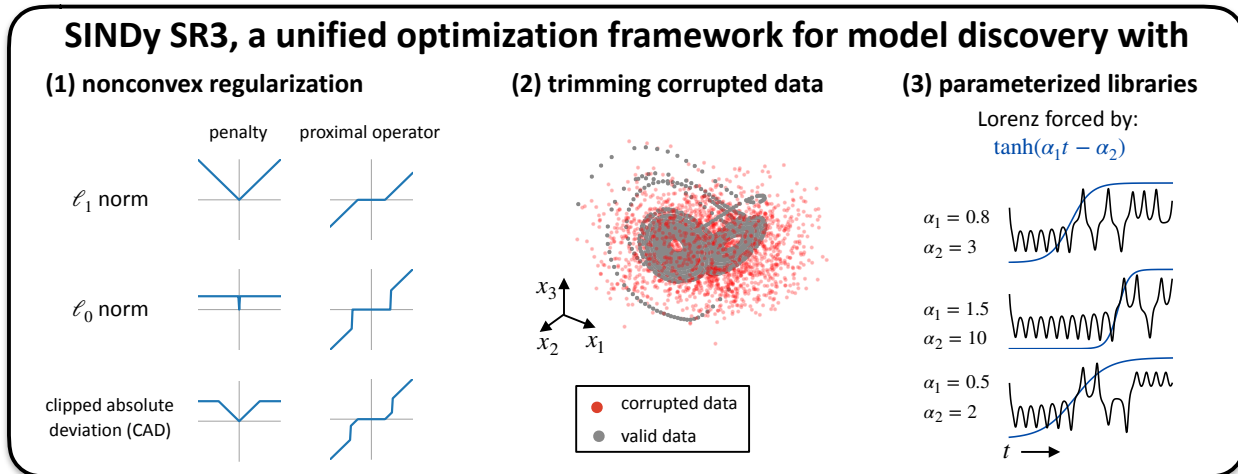 SINDy SR3, a unified optimization framework for model discovery with
(1) nonconvex regularization
penalty
proximal operator
ℓ₁ norm
ℓ₀ norm
clipped absolute
deviation (CAD)
(2) trimming corrupted data
x₃
x₂
x₁
corrupted data
valid data
(3) parameterized libraries
Lorenz forced by:
tanh(α₁t − α₂)
α₁ = 0.8
α₂ = 3
α₁ = 1.5
α₂ = 10
α₁ = 0.5
α₂ = 2
t